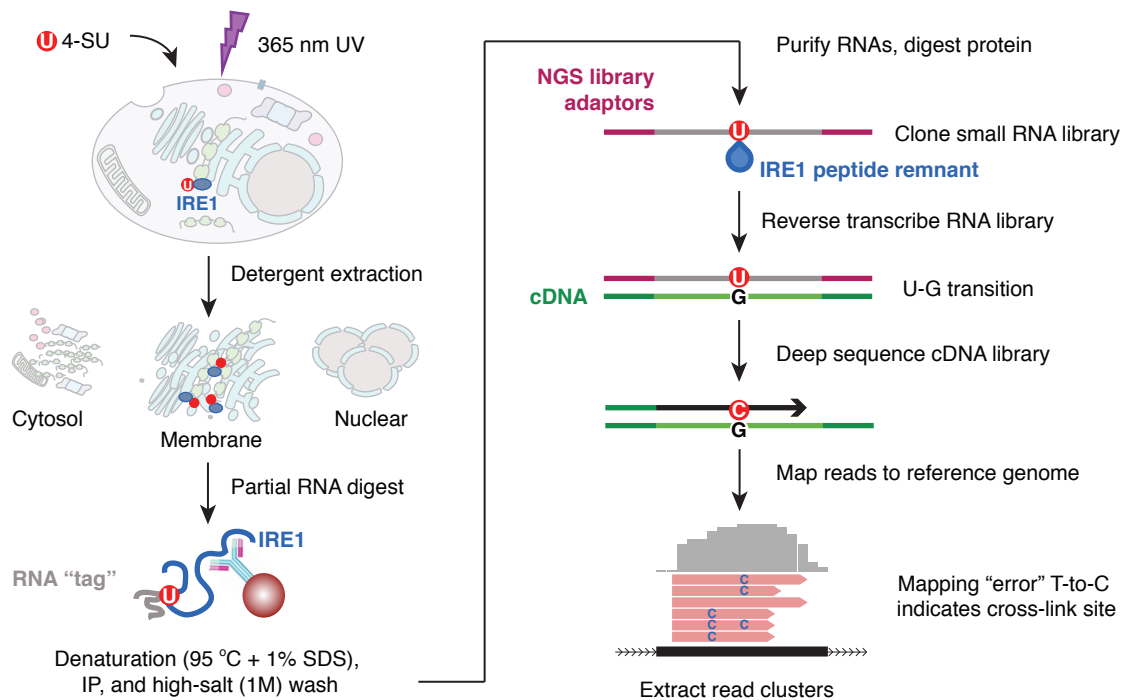 U 4-SU
365 nm UV
U
IRE1
Detergent extraction
Cytosol
Membrane
Nuclear
Partial RNA digest
IRE1
RNA “tag”
U
Denaturation (95 °C + 1% SDS),
IP, and high-salt (1M) wash
Purify RNAs, digest protein
NGS library
adaptors
U
Clone small RNA library
IRE1 peptide remnant
Reverse transcribe RNA library
U
cDNA
G
U-G transition
Deep sequence cDNA library
C
G
Map reads to reference genome
C
C
C
C C
C
Mapping “error” T-to-C
indicates cross-link site
Extract read clusters